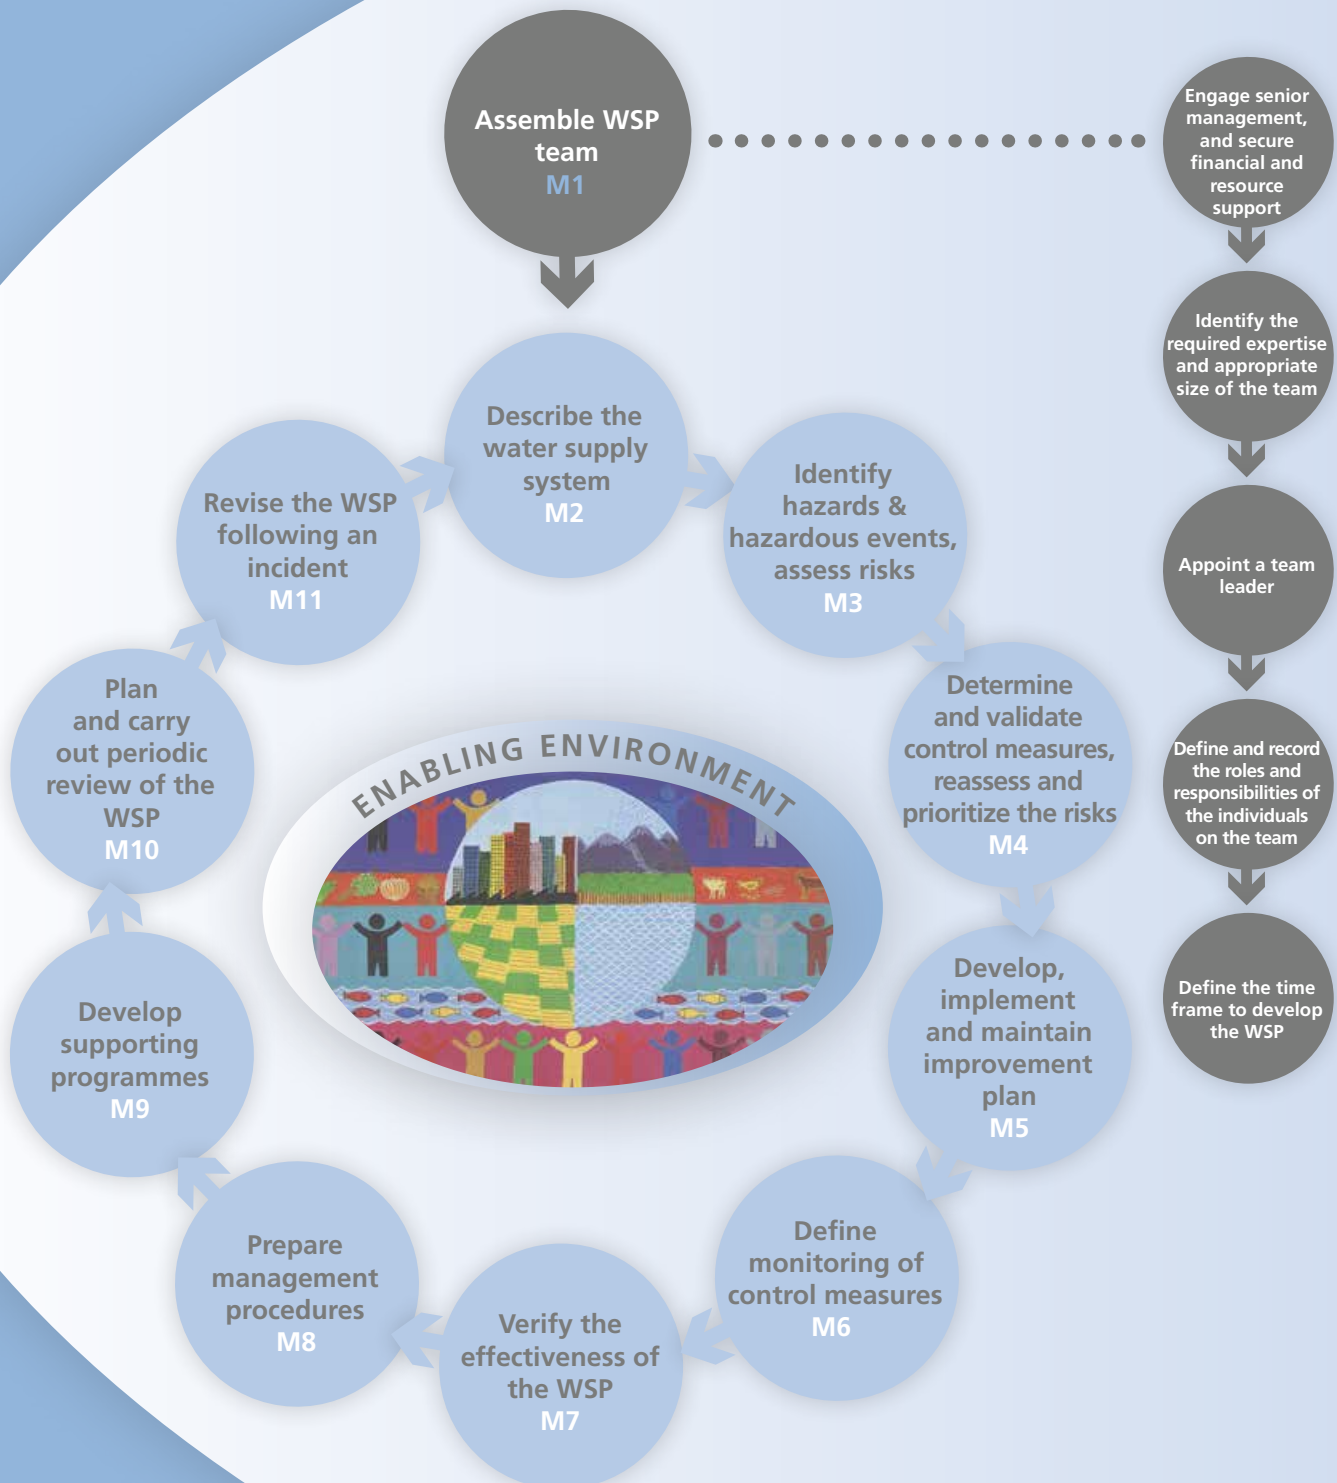 Assemble WSP
team
M1
Engage senior
management,
and secure
financial and
resource
support
Identify the
required expertise
and appropriate
size of the team
Appoint a team
leader
Define and record
the roles and
responsibilities of
the individuals
on the team
Define the time
frame to develop
the WSP
Describe the
water supply
system
M2
Identify
hazards &
hazardous events,
assess risks
M3
Determine
and validate
control measures,
reassess and
prioritize the risks
M4
Develop,
implement
and maintain
improvement
plan
M5
Define
monitoring of
control measures
M6
Verify the
effectiveness of
the WSP
M7
Prepare
management
procedures
M8
Develop
supporting
programmes
M9
Plan
and carry
out periodic
review of the
WSP
M10
Revise the WSP
following an
incident
M11
ENABLING ENVIRONMENT